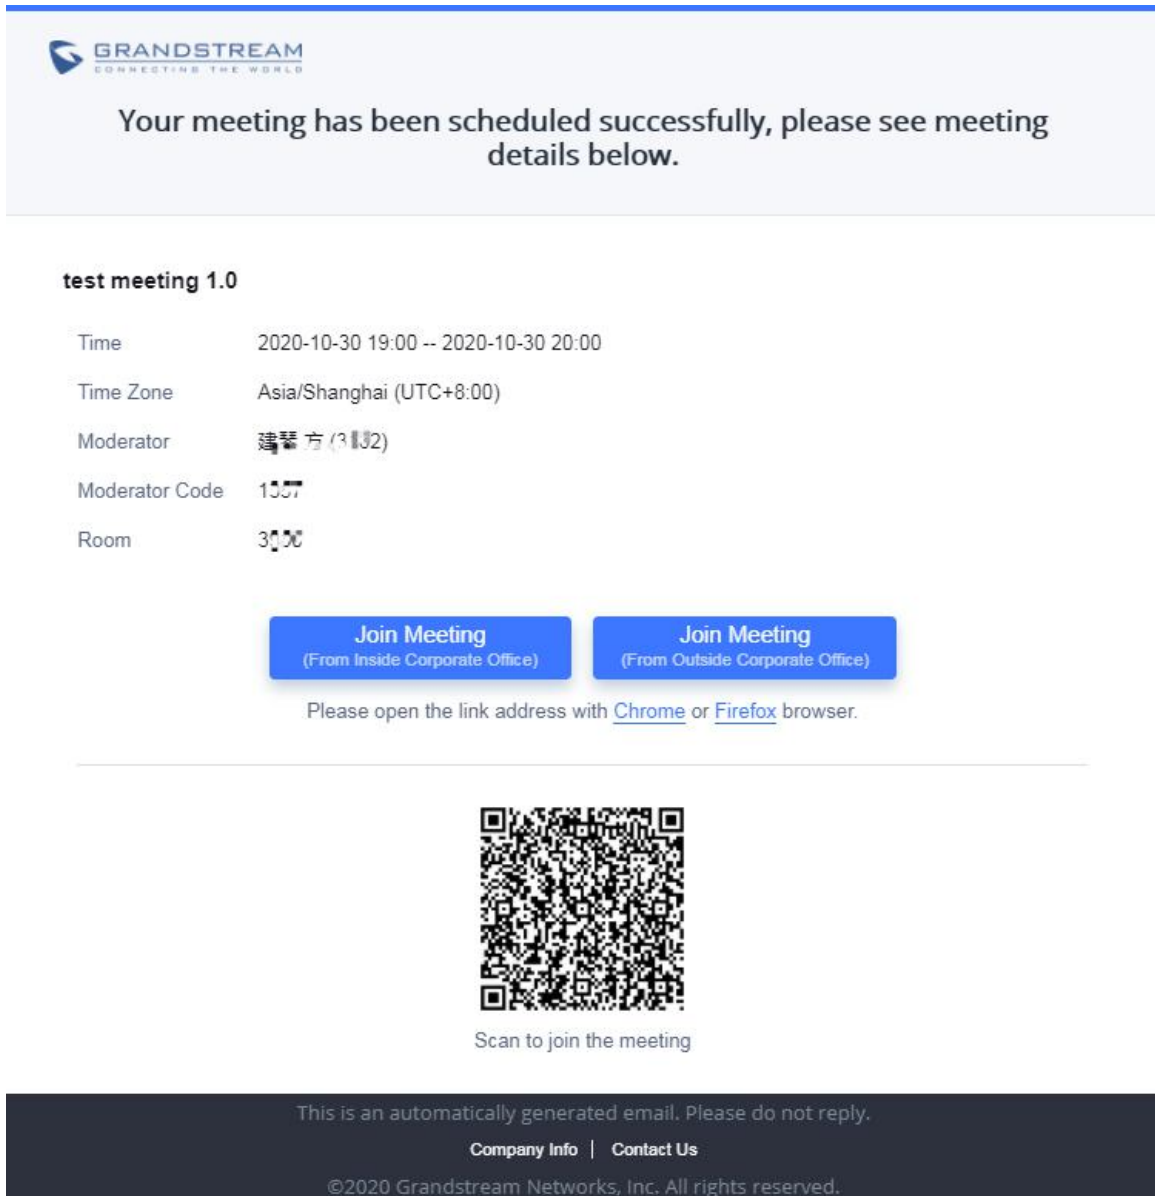 GRANDSTREAM
CONNECTING THE WORLD
Your meeting has been scheduled successfully, please see meeting
details below.
test meeting 1.0
Time 2020-10-30 19:00 -- 2020-10-30 20:00
Time Zone Asia/Shanghai (UTC+8:00)
Moderator 建琴 方
Moderator Code
Room
Join Meeting
(From Inside Corporate Office)
Join Meeting
(From Outside Corporate Office)
Please open the link address with Chrome or Firefox browser.
Scan to join the meeting
This is an automatically generated email. Please do not reply.
Company Info | Contact Us
©2020 Grandstream Networks, Inc. All rights reserved.